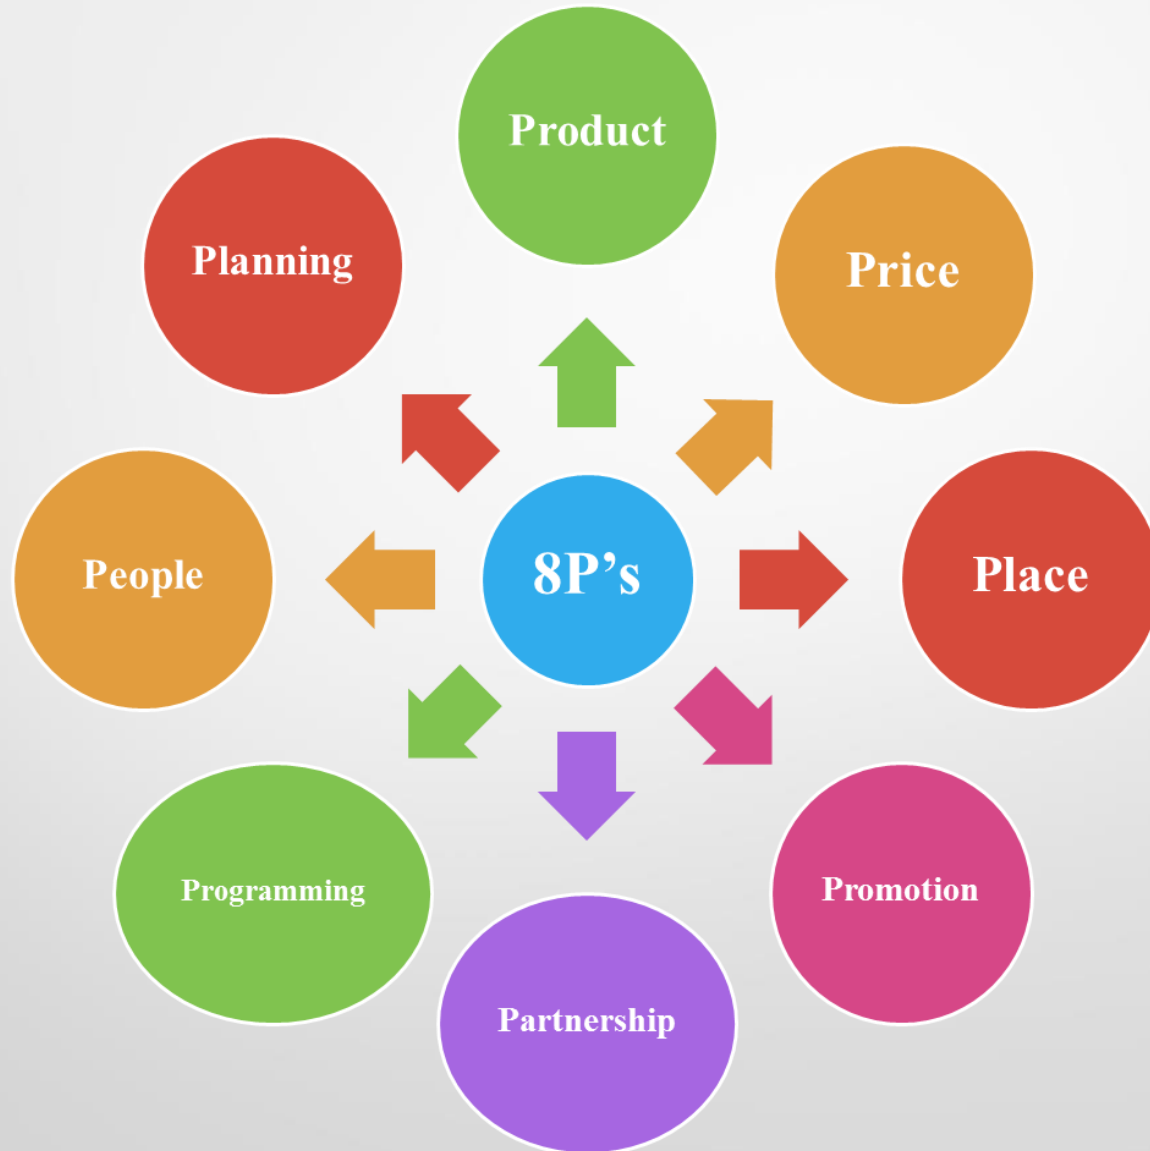 Product
Planning
Price
People
8P’s
Place
Programming
Promotion
Partnership